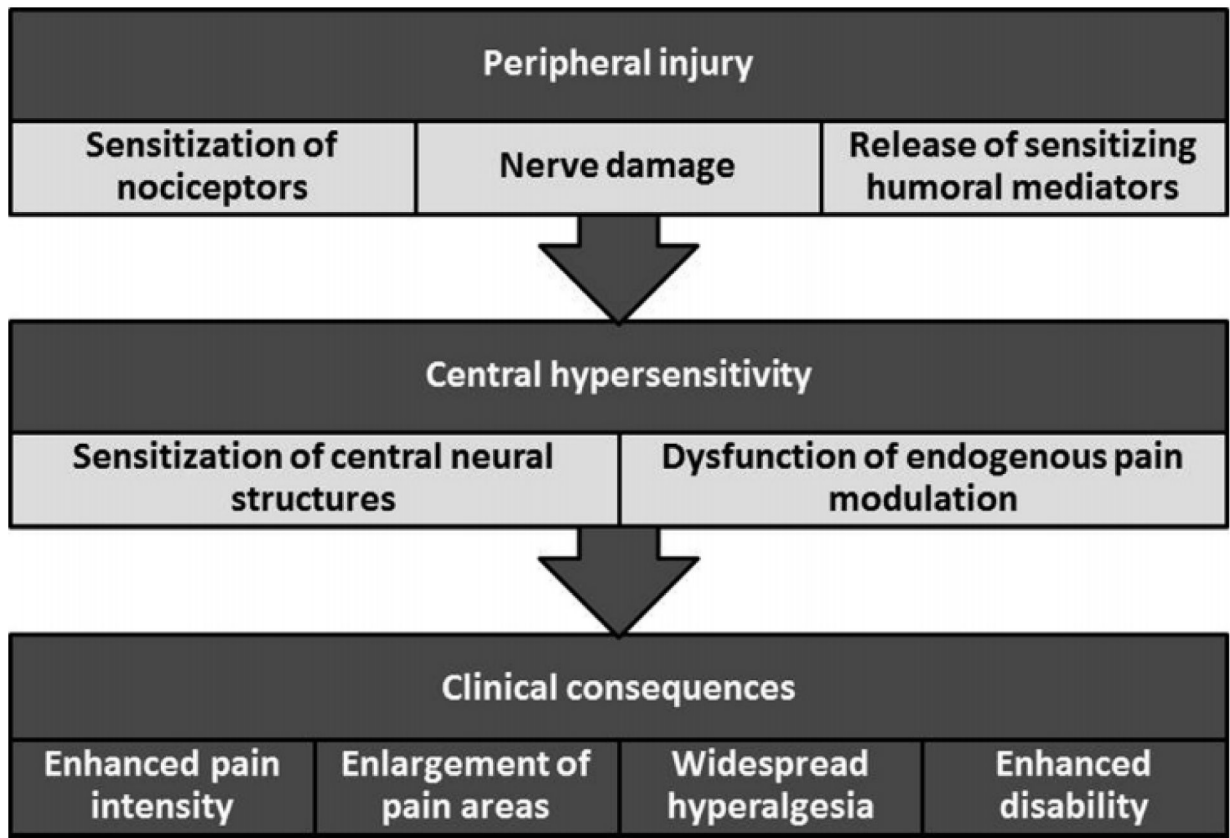 Peripheral injury
Sensitization of
nociceptors
Nerve damage
Release of sensitizing
humoral mediators
Central hypersensitivity
Sensitization of central neural
structures
Dysfunction of endogenous pain
modulation
Clinical consequences
Enhanced pain
intensity
Enlargement of
pain areas
Widespread
hyperalgesia
Enhanced
disability